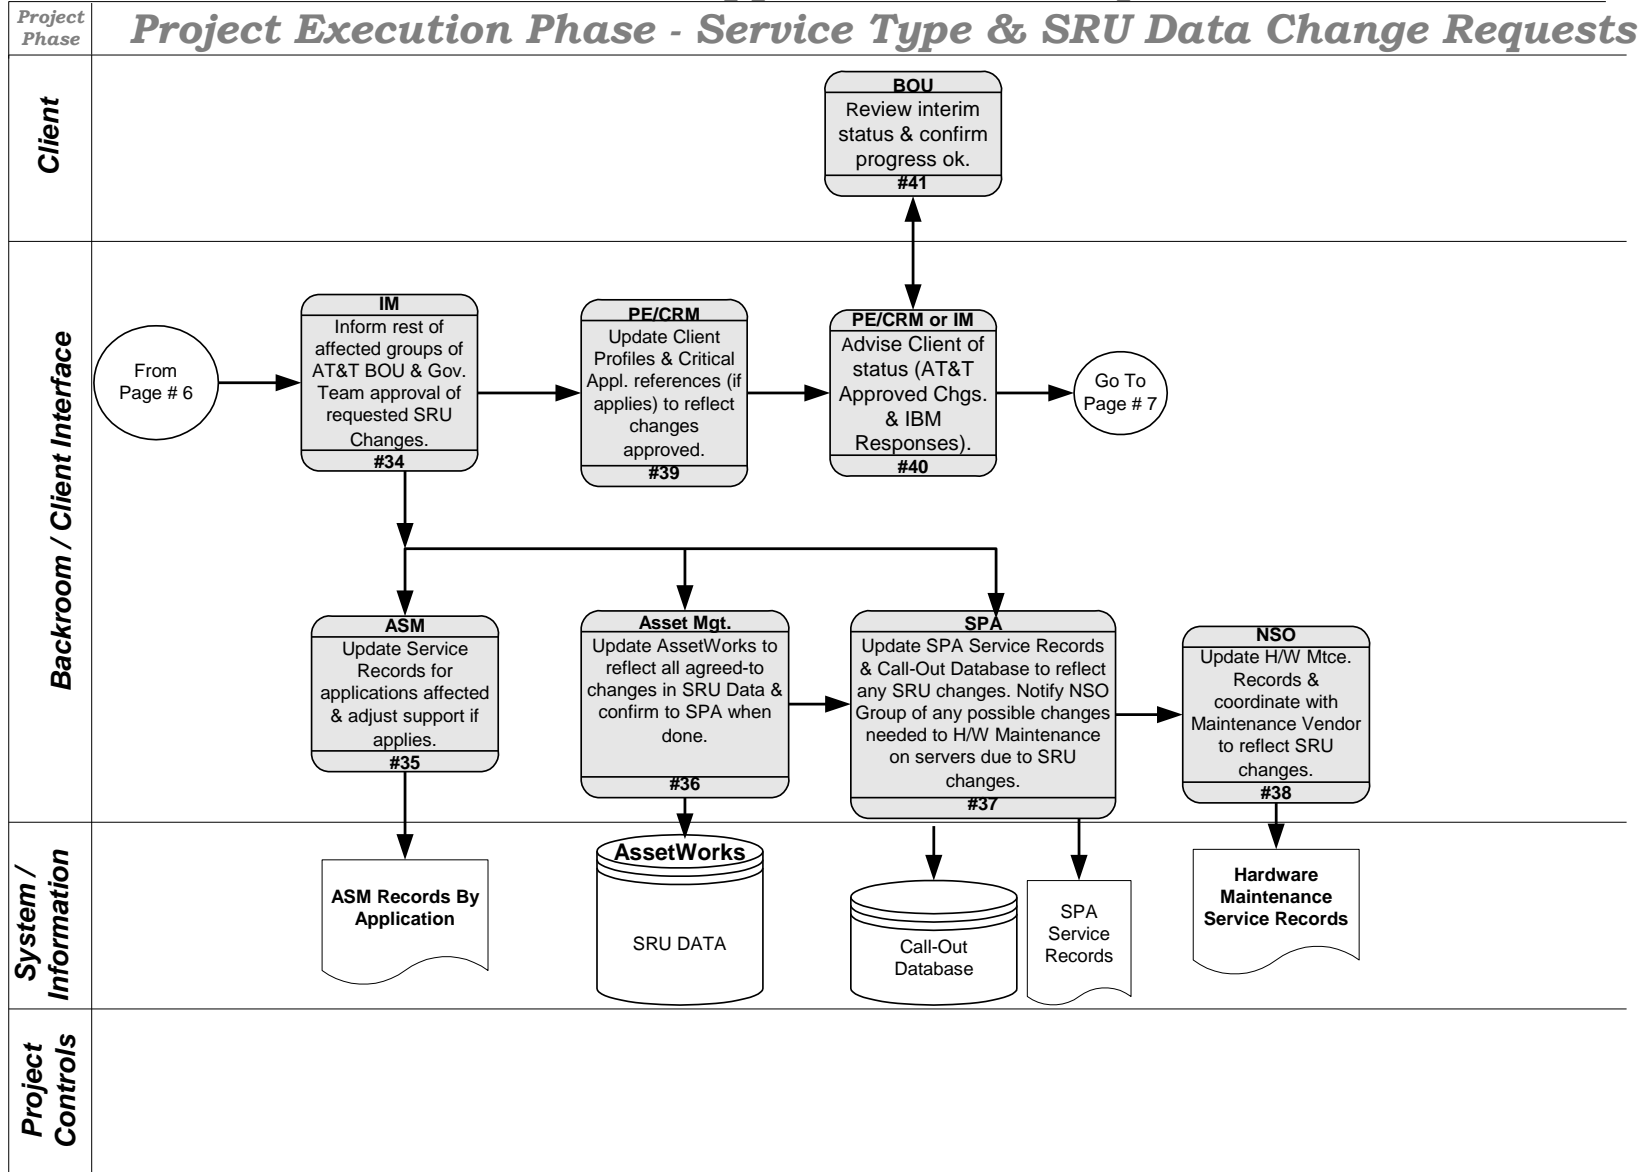 Project
Phase
Project Execution Phase - Service Type & SRU Data Change Requests
Client
BOU
Review interim
status & confirm
progress ok.
#41
Backroom / Client Interface
From
Page # 6
IM
Inform rest of
affected groups of
AT&T BOU & Gov.
Team approval of
requested SRU
Changes.
#34
PE/CRM
Update Client
Profiles & Critical
Appl. references (if
applies) to reflect
changes
approved.
#39
PE/CRM or IM
Advise Client of
status (AT&T
Approved Chgs.
& IBM
Responses).
#40
Go To
Page # 7
ASM
Update Service
Records for
applications affected
& adjust support if
applies.
#35
Asset Mgt.
Update AssetWorks to
reflect all agreed-to
changes in SRU Data &
confirm to SPA when
done.
#36
SPA
Update SPA Service Records
& Call-Out Database to reflect
any SRU changes. Notify NSO
Group of any possible changes
needed to H/W Maintenance
on servers due to SRU
changes.
#37
NSO
Update H/W Mtce.
Records &
coordinate with
Maintenance Vendor
to reflect SRU
changes.
#38
System /
Information
ASM Records By
Application
AssetWorks
SRU DATA
Call-Out
Database
SPA
Service
Records
Hardware
Maintenance
Service Records
Project
Controls